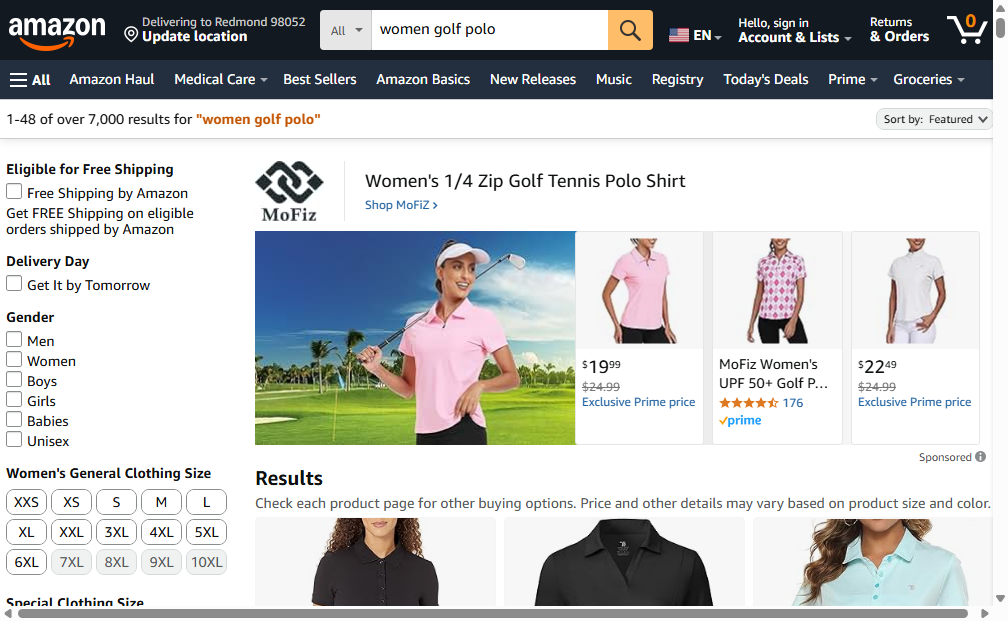 amazon
Delivering to Redmond 98052
Update location
All
women golf polo
EN
Hello, sign in
Account & Lists
Returns
& Orders
0
All
Amazon Haul
Medical Care
Best Sellers
Amazon Basics
New Releases
Music
Registry
Today's Deals
Prime
Groceries
1-48 of over 7,000 results for "women golf polo"
Sort by: Featured
Eligible for Free Shipping
Free Shipping by Amazon
Get FREE Shipping on eligible
orders shipped by Amazon
Delivery Day
Get It by Tomorrow
Gender
Men
Women
Boys
Girls
Babies
Unisex
Women's General Clothing Size
XXS XS S M L
XL XXL 3XL 4XL 5XL
6XL 7XL 8XL 9XL 10XL
Special Clothing Size
MoFiz
Women's 1/4 Zip Golf Tennis Polo Shirt
Shop MoFiZ ›
$19.99
$24.99
Exclusive Prime price
MoFiz Women's
UPF 50+ Golf P...
176
prime
$22.49
$24.99
Exclusive Prime price
Sponsored
Results
Check each product page for other buying options. Price and other details may vary based on product size and color.